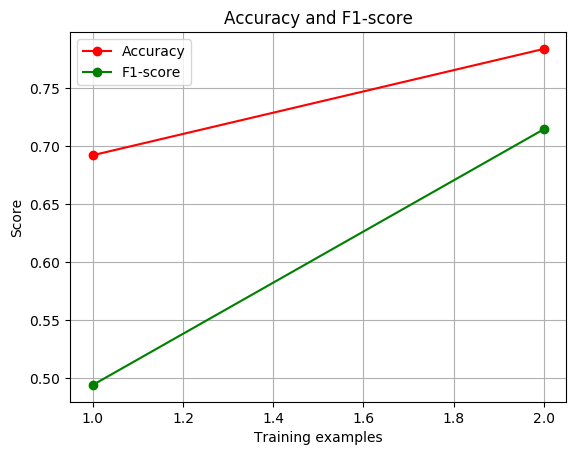 Accuracy and F1-score
Accuracy
F1-score
0.75
0.70
0.65
0.60
0.55
0.50
Score
1.0 1.2 1.4 1.6 1.8 2.0
Training examples